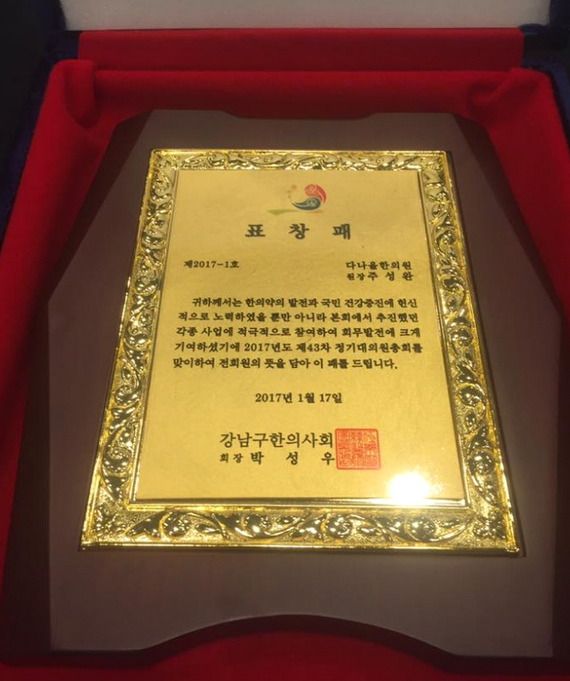 표 창 패
제2017-1호
다나을한의원
원장 주성완
귀하께서는 한의약의 발전과 국민 건강증진에 헌신
적으로 노력하였을 뿐만 아니라 본회에서 추진했던
각종 사업에 적극적으로 참여하여 회무발전에 크게
기여하셨기에 2017년도 제43차 정기대의원총회를
맞이하여 전회원의 뜻을 담아 이 패를 드립니다.
2017년 1월 17일
강남구한의사회
회장 박 성 우